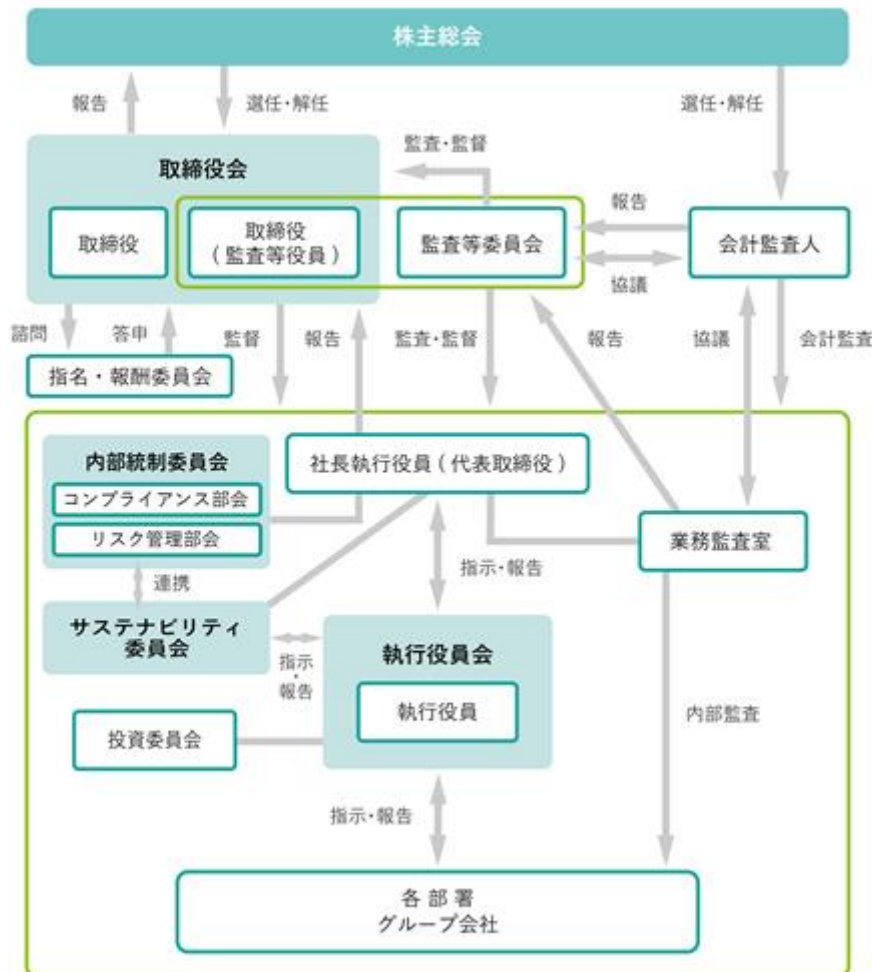 株主総会
報告
選任・解任
選任・解任
監査・監督
取締役会
取締役
取締役
（監査等役員）
監査等委員会
報告
協議
会計監査人
諮問
答申
監督
報告
監査・監督
報告
協議
会計監査
指名・報酬委員会
内部統制委員会
コンプライアンス部会
リスク管理部会
社長執行役員（代表取締役）
業務監査室
連携
指示・報告
サステナビリティ
委員会
指示
・
報告
執行役員会
執行役員
投資委員会
内部監査
指示・報告
各部署
グループ会社